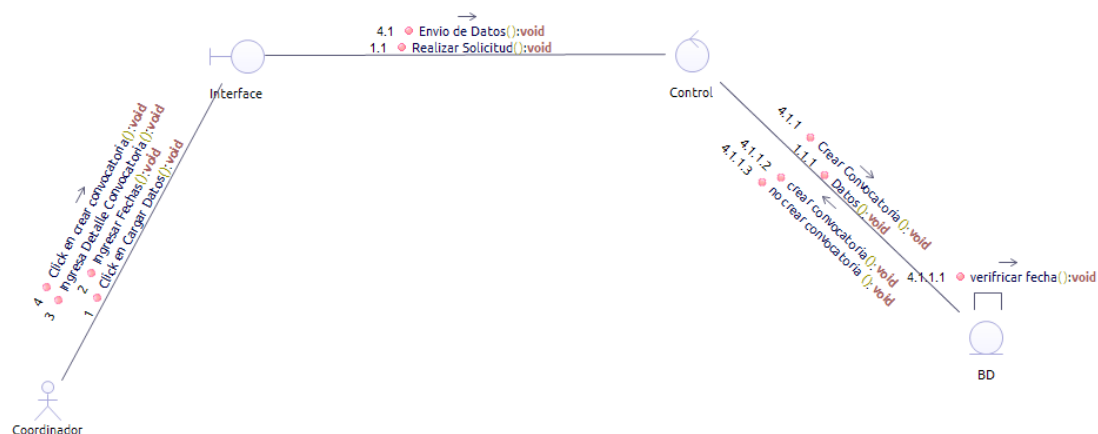 4.1 Envio de Datos():void
1.1 Realizar Solicitud():void
Interface
Control
4 Click en crear convocatoria():void
3 Ingresa Detalle Convocatoria():void
2 Ingresar Fechas():void
1 Click en Cargar Datos():void
4.1.1 Crear Convocatoria():void
1.1.1 Datos():void
4.1.1.2 crear convocatoria():void
4.1.1.3 no crear convocatoria ():void
4.1.1.1 verifricar fecha():void
BD
Coordinador